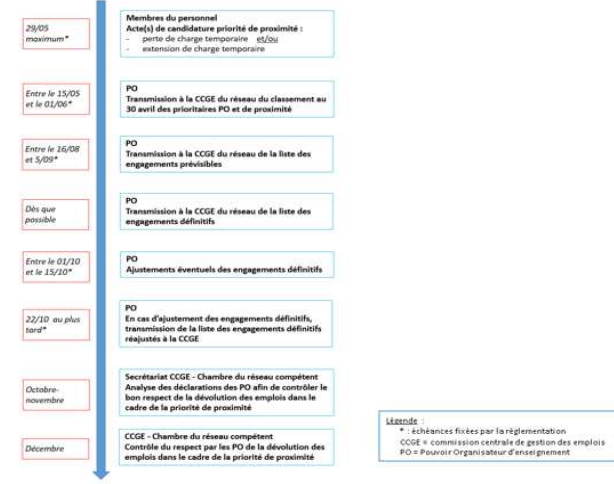 29/05
maximum*
Membres du personnel
Acte(s) de candidature priorité de proximité :
- perte de charge temporaire et/ou
- extension de charge temporaire
Entre le 15/05
et le 01/06*
PO
Transmission à la CCGE du réseau du classement au
30 avril des prioritaires PO et de proximité
Entre le 16/08
et 5/09*
PO
Transmission à la CCGE du réseau de la liste des
engagements prévisibles
Dès que
possible
PO
Transmission à la CCGE du réseau de la liste des
engagements définitifs
Entre le 01/10
et le 15/10*
PO
Ajustements éventuels des engagements définitifs
22/10 au plus
tard*
PO
En cas d'ajustement des engagements définitifs,
transmission de la liste des engagements définitifs
réajustés à la CCGE
Octobre-
novembre
Secrétariat CCGE - Chambre du réseau compétent
Analyse des déclarations des PO afin de contrôler le
bon respect de la dévolution des emplois dans le
cadre de la priorité de proximité
Décembre
CCGE - Chambre du réseau compétent
Contrôle du respect par les PO de la dévolution des
emplois dans le cadre de la priorité de proximité
Légende :
* : échéances fixées par la réglementation
CCGE = commission centrale de gestion des emplois
PO = Pouvoir Organisateur d'enseignement